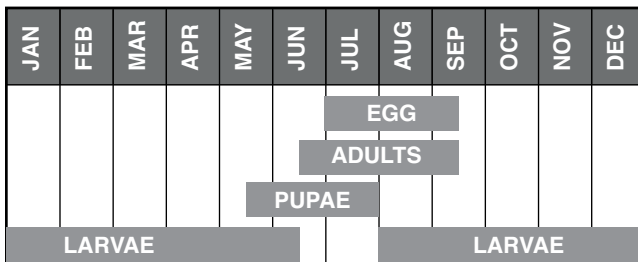 JAN FEB MAR APR MAY JUN JUL AUG SEP OCT NOV DEC
EGG
ADULTS
PUPAE
LARVAE LARVAE